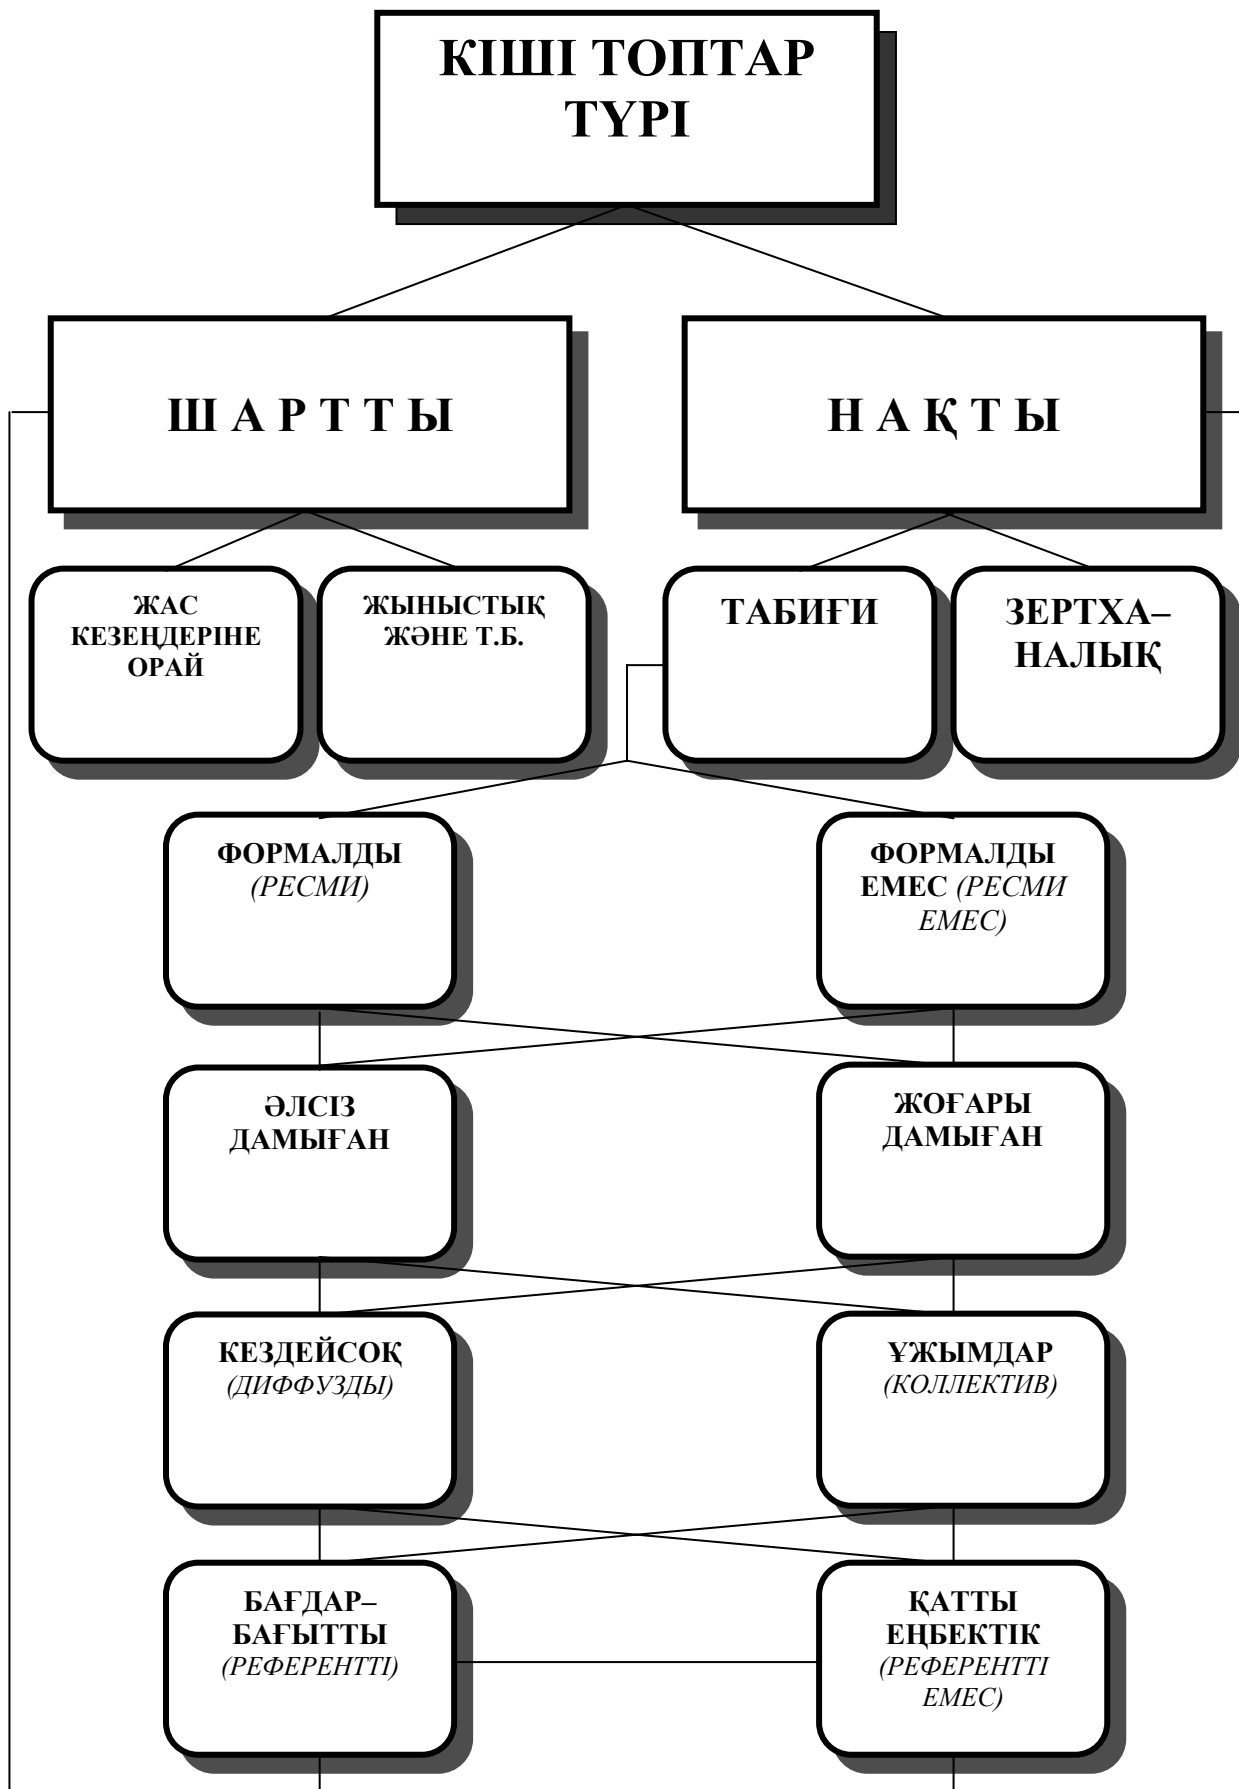 КІШІ ТОПТАР
ТҮРІ
Ш А Р Т Т Ы
Н А Қ Т Ы
ЖАС
КЕЗЕҢДЕРІНЕ
ОРАЙ
ЖЫНЫСТЫҚ
ЖӘНЕ Т.Б.
ТАБИҒИ
ЗЕРТХА–
НАЛЫҚ
ФОРМАЛДЫ
(РЕСМИ)
ФОРМАЛДЫ
ЕМЕС (РЕСМИ
ЕМЕС)
ӘЛСІЗ
ДАМЫҒАН
ЖОҒАРЫ
ДАМЫҒАН
КЕЗДЕЙСОҚ
(ДИФФУЗДЫ)
ҰЖЫМДАР
(КОЛЛЕКТИВ)
БАҒДАР–
БАҒЫТТЫ
(РЕФЕРЕНТТІ)
ҚАТТЫ
ЕҢБЕКТІК
(РЕФЕРЕНТТІ
ЕМЕС)